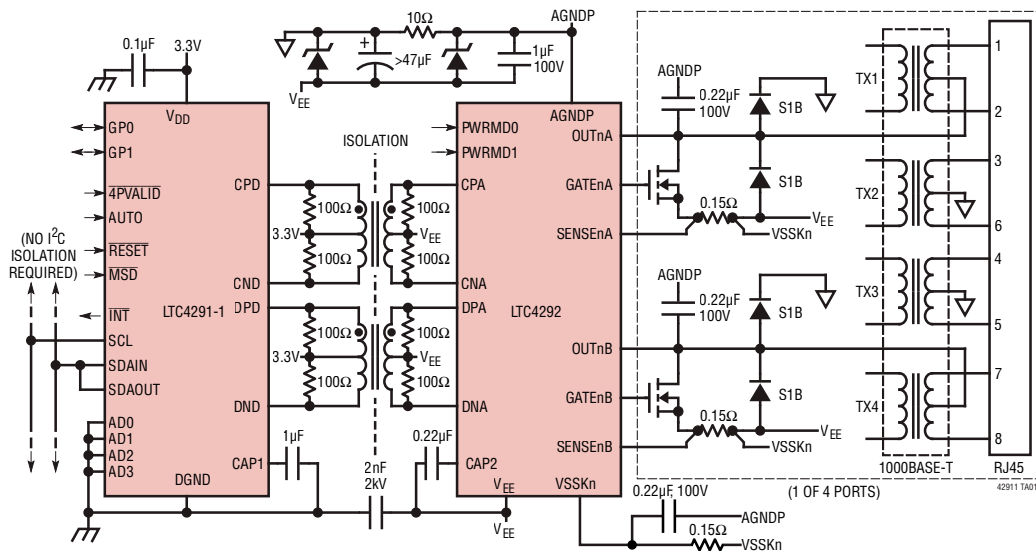 0.1µF
3.3V
10Ω
AGNDP
+
>47µF
1µF
100V
VEE
VDD
GP0
GP1
4PVALID
AUTO
RESET
MSD
INT
SCL
SDAIN
SDAOUT
AD0
AD1
AD2
AD3
(NO I²C
ISOLATION
REQUIRED)
LTC4291-1
CPD
CND
DPD
DND
CAP1
DGND
1µF
ISOLATION
100Ω
3.3V
100Ω
100Ω
VEE
100Ω
100Ω
3.3V
100Ω
100Ω
VEE
100Ω
2nF
2kV
0.22µF
AGNDP
PWRMD0
PWRMD1
CPA
CNA
DPA
DNA
CAP2
LTC4292
VEE
VSSKn
VEE
OUTnA
GATEnA
SENSEnA
OUTnB
GATEnB
SENSEnB
AGNDP
0.22µF
100V
S1B
S1B
0.15Ω
VEE
VSSKn
AGNDP
0.22µF
100V
S1B
S1B
0.15Ω
VEE
VSSKn
0.22µF, 100V
AGNDP
0.15Ω
VSSKn
(1 OF 4 PORTS)
TX1
TX2
TX3
TX4
1000BASE-T
1
2
3
6
4
5
7
8
RJ45
42911 TA01